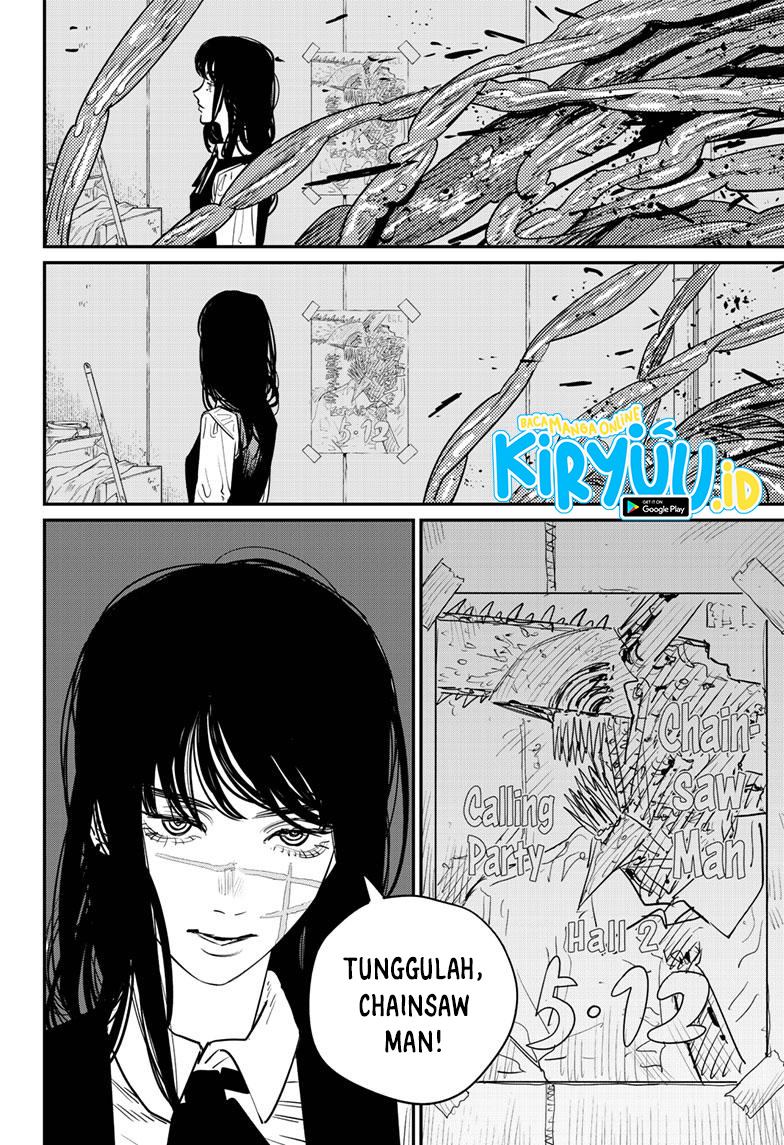 5・12
BACA MANGA ONLINE
KIRYUU.iD
GET IT ON
Google Play
Chain-
saw
Man
Calling
Party
Hall 2
5・12
TUNGGULAH,
CHAINSAW
MAN!